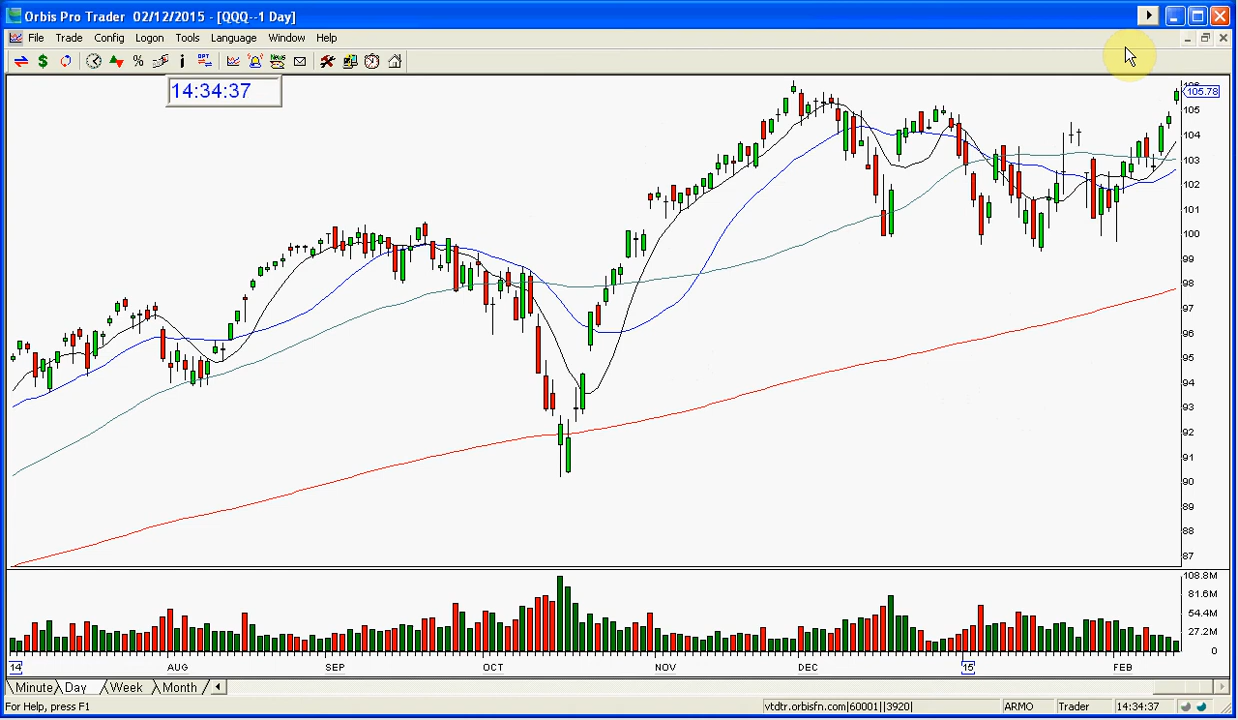 Orbis Pro Trader 02/12/2015 - [QQQ--1 Day]
File Trade Config Logon Tools Language Window Help
$ % i OPT News
14:34:37
105.78
105
104
103
102
101
100
99
98
97
96
95
94
93
92
91
90
89
88
87
108.8M
81.6M
54.4M
27.2M
0
14 AUG SEP OCT NOV DEC 15 FEB
Minute Day Week Month
For Help, press F1 vtdtr.orbisfn.com|60001||3920| ARMO Trader 14:34:37